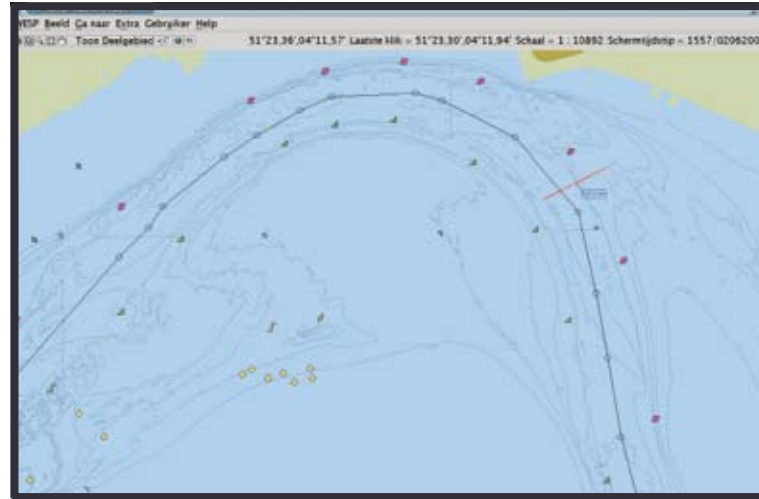 VESP Beeld Ga naar Extra Gebruiker Help
Toon Deelgebied 51°23,36',04°11,57' Laatste klik = 51°23,30',04°11,94' Schaal = 1 : 10892 Schermtijdstip = 1557/0206200